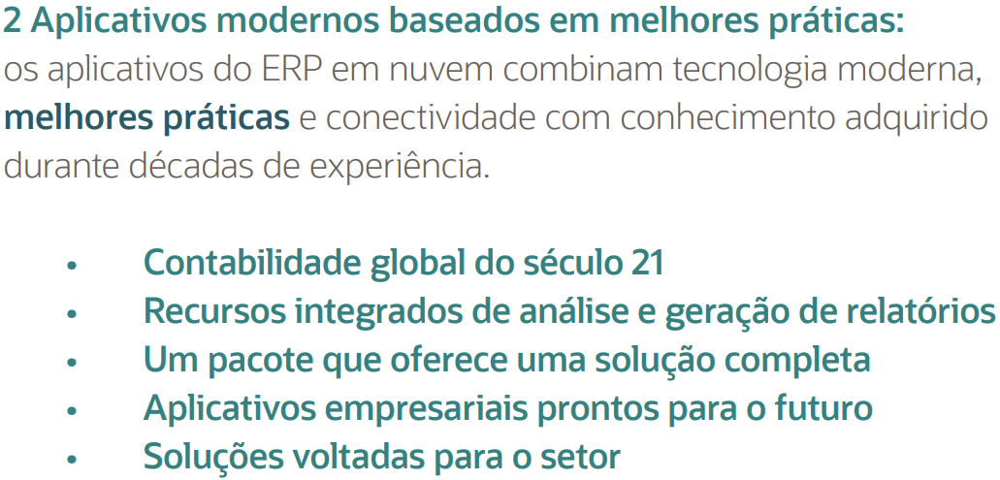 2 Aplicativos modernos baseados em melhores práticas:
os aplicativos do ERP em nuvem combinam tecnologia moderna,
melhores práticas e conectividade com conhecimento adquirido
durante décadas de experiência.
• Contabilidade global do século 21
• Recursos integrados de análise e geração de relatórios
• Um pacote que oferece uma solução completa
• Aplicativos empresariais prontos para o futuro
• Soluções voltadas para o setor